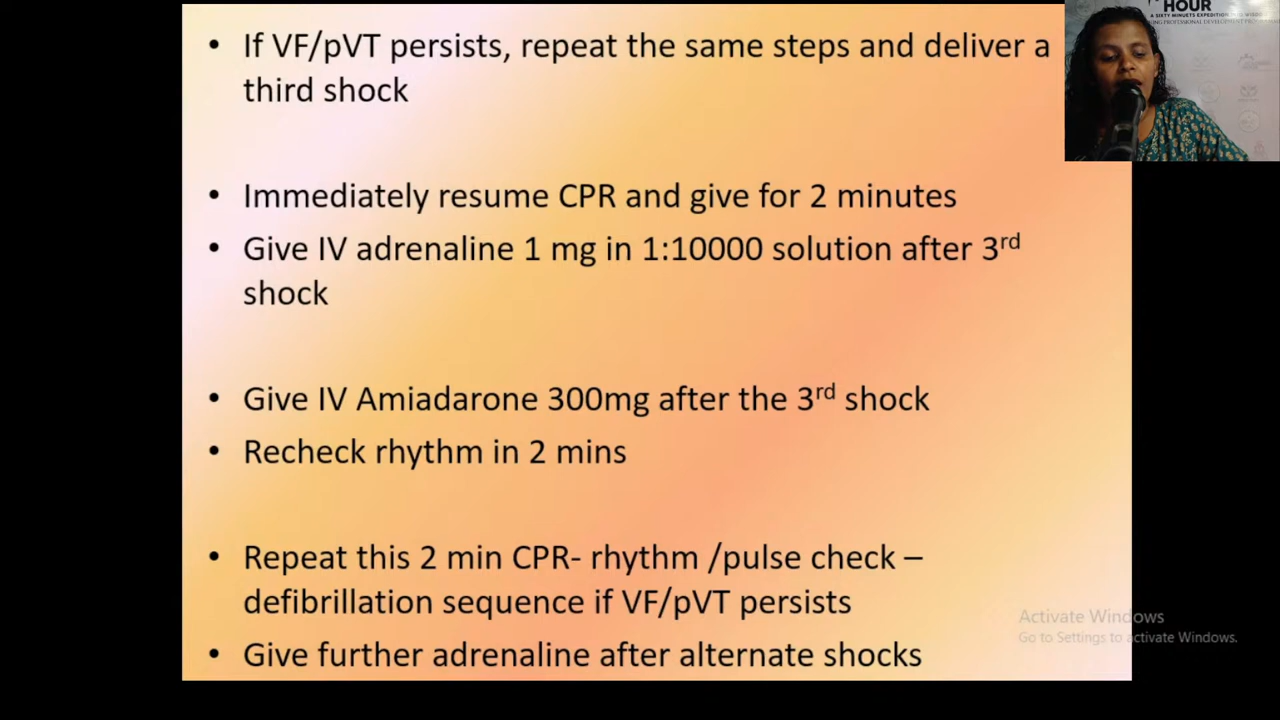 HOUR
A SIXTY MINUETS EXPEDITION
• If VF/pVT persists, repeat the same steps and deliver a
third shock
• Immediately resume CPR and give for 2 minutes
• Give IV adrenaline 1 mg in 1:10000 solution after 3rd
shock
• Give IV Amiadarone 300mg after the 3rd shock
• Recheck rhythm in 2 mins
• Repeat this 2 min CPR- rhythm /pulse check –
defibrillation sequence if VF/pVT persists
• Give further adrenaline after alternate shocks
Activate Windows
Go to Settings to activate Windows.